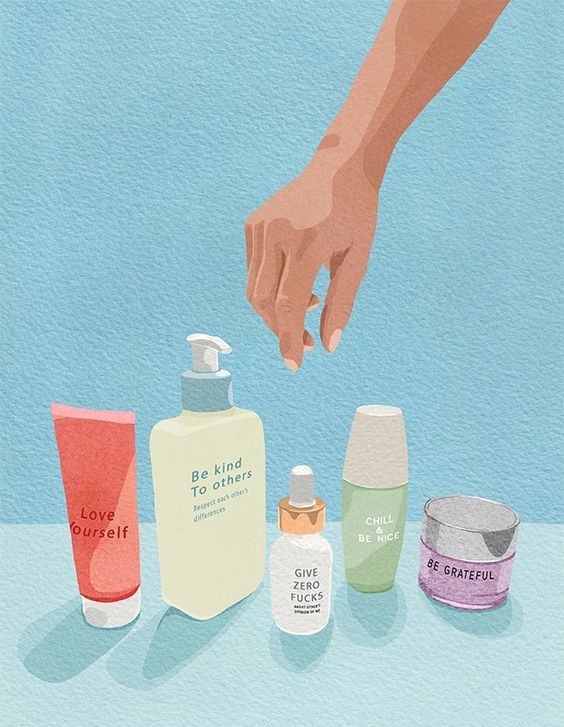 Love
Yourself
Be kind
To others
Respect each other's
differences
GIVE
ZERO
FUCKS
ABOUT OTHER'S
OPINION OF ME
CHILL
&
BE NICE
BE GRATEFUL